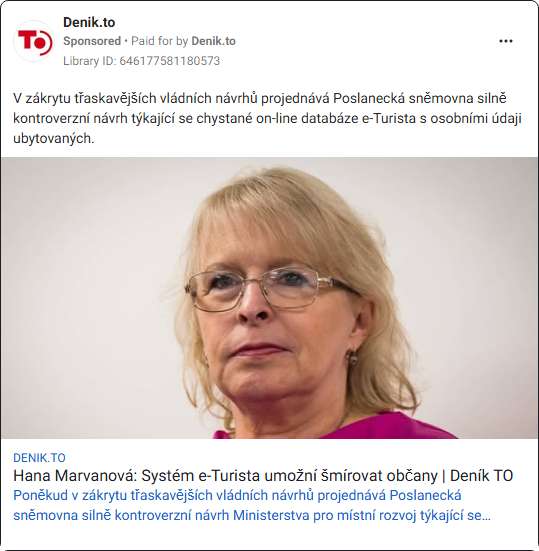 Denik.to
TO
Sponsored • Paid for by Denik.to
Library ID: 646177581180573
V zákrytu třaskavějších vládních návrhů projednává Poslanecká sněmovna silně
kontroverzní návrh týkající se chystané on-line databáze e-Turista s osobními údaji
ubytovaných.
DENIK.TO
Hana Marvanová: Systém e-Turista umožní šmírovat občany | Deník TO
Poněkud v zákrytu třaskavějších vládních návrhů projednává Poslanecká
sněmovna silně kontroverzní návrh Ministerstva pro místní rozvoj týkající se…